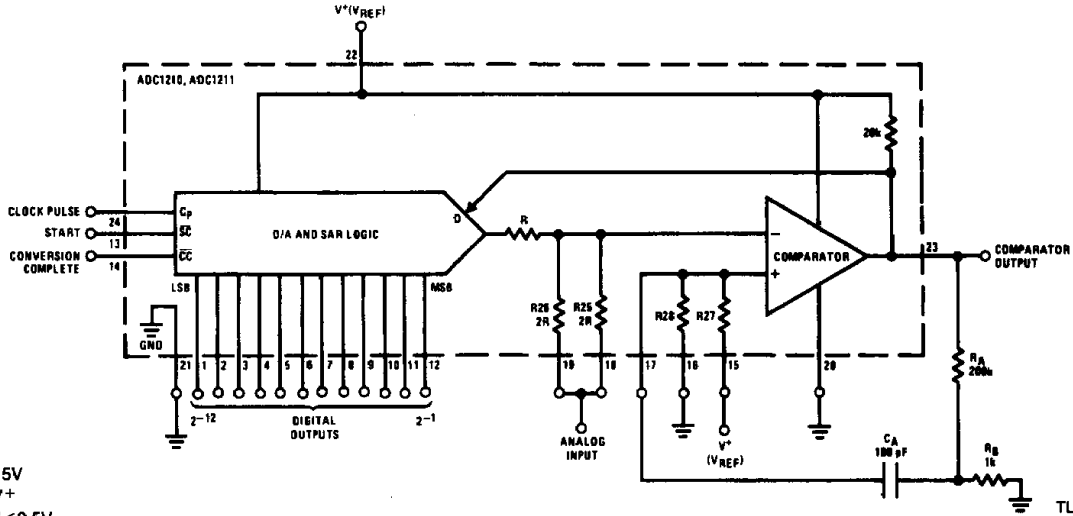 V+(VREF)
22
ADC1210, ADC1211
20k
CLOCK PULSE
24
CP
START
13
SC
CONVERSION
COMPLETE
14
CC
D/A AND SAR LOGIC
D
R
COMPARATOR
−
+
23
COMPARATOR
OUTPUT
LSB
MSB
R26
2R
R25
2R
R28
R27
GND
21
1
2
3
4
5
6
7
8
9
10
11
12
19
18
17
16
15
20
RA
200k
2−12
DIGITAL
OUTPUTS
2−1
ANALOG
INPUT
V+
(VREF)
CA
100 pF
RB
1k
5V
TL